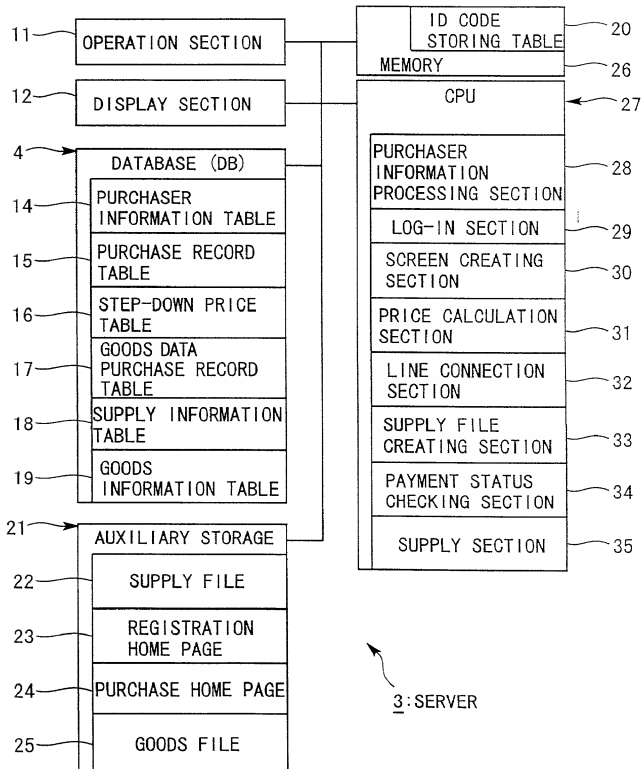 11
OPERATION SECTION
12
DISPLAY SECTION
4
DATABASE (DB)
14
PURCHASER
INFORMATION TABLE
15
PURCHASE RECORD
TABLE
16
STEP-DOWN PRICE
TABLE
17
GOODS DATA
PURCHASE RECORD
TABLE
18
SUPPLY INFORMATION
TABLE
19
GOODS
INFORMATION TABLE
21
AUXILIARY STORAGE
22
SUPPLY FILE
23
REGISTRATION
HOME PAGE
24
PURCHASE HOME PAGE
25
GOODS FILE
ID CODE
STORING TABLE
20
MEMORY
26
CPU
27
PURCHASER
INFORMATION
PROCESSING SECTION
28
LOG-IN SECTION
29
SCREEN CREATING
SECTION
30
PRICE CALCULATION
SECTION
31
LINE CONNECTION
SECTION
32
SUPPLY FILE
CREATING SECTION
33
PAYMENT STATUS
CHECKING SECTION
34
SUPPLY SECTION
35
3:SERVER